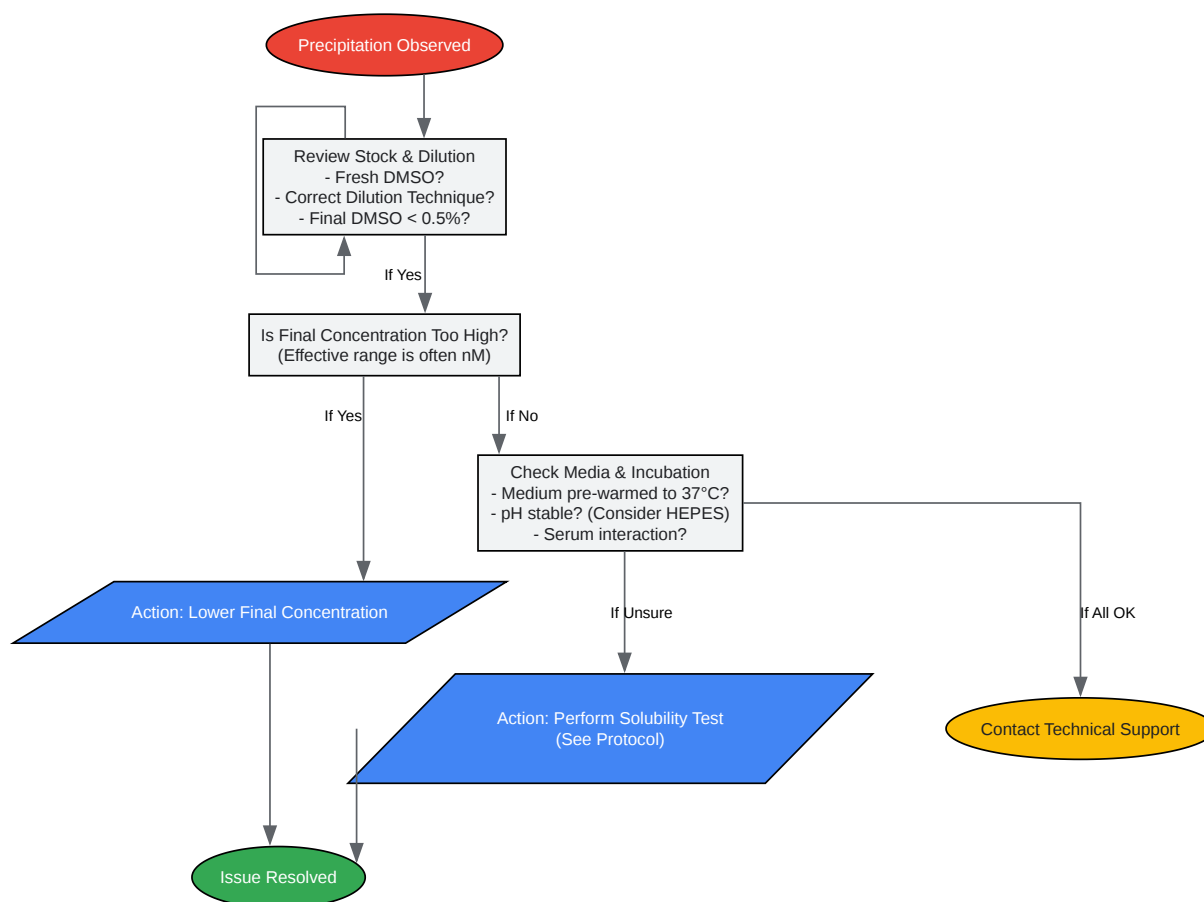 Precipitation Observed
Review Stock & Dilution
- Fresh DMSO?
- Correct Dilution Technique?
- Final DMSO < 0.5%?
If Yes
Is Final Concentration Too High?
(Effective range is often nM)
If Yes
If No
Check Media & Incubation
- Medium pre-warmed to 37°C?
- pH stable? (Consider HEPES)
- Serum interaction?
Action: Lower Final Concentration
If Unsure
If All OK
Action: Perform Solubility Test
(See Protocol)
Contact Technical Support
Issue Resolved